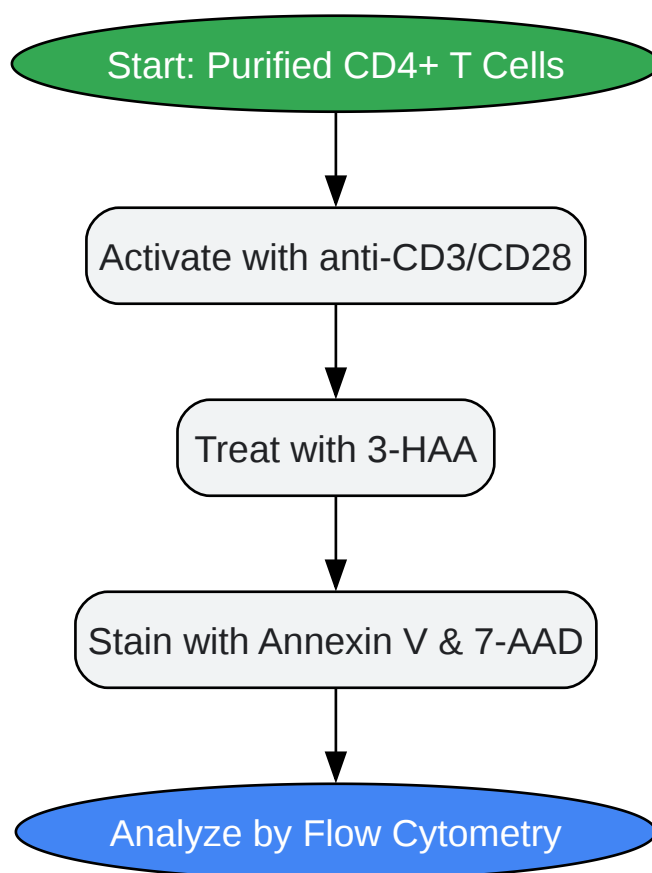 Start: Purified CD4+ T Cells
Activate with anti-CD3/CD28
Treat with 3-HAA
Stain with Annexin V & 7-AAD
Analyze by Flow Cytometry